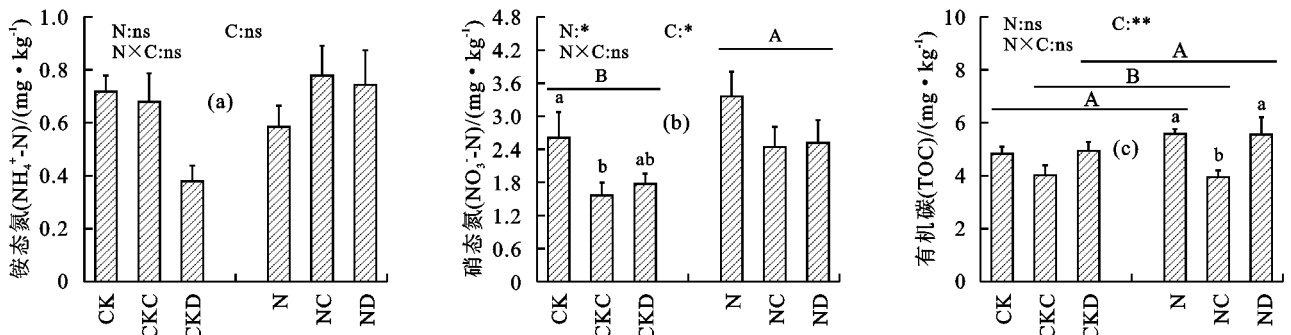 铵态氮(NH₄⁺-N)/(mg·kg⁻¹)
1.0
0.8
0.6
0.4
0.2
0
N:ns C:ns
N×C:ns
(a)
CK CKC CKD N NC ND
硝态氮(NO₃⁻-N)/(mg·kg⁻¹)
4.8
4.2
3.6
3.0
2.4
1.8
1.2
0.6
0
N:* C:*
N×C:ns
A
B
a
b
ab
(b)
CK CKC CKD N NC ND
有机碳(TOC)/(mg·kg⁻¹)
10
8
6
4
2
0
N:ns C:**
N×C:ns
A
B
A
a
b
a
(c)
CK CKC CKD N NC ND